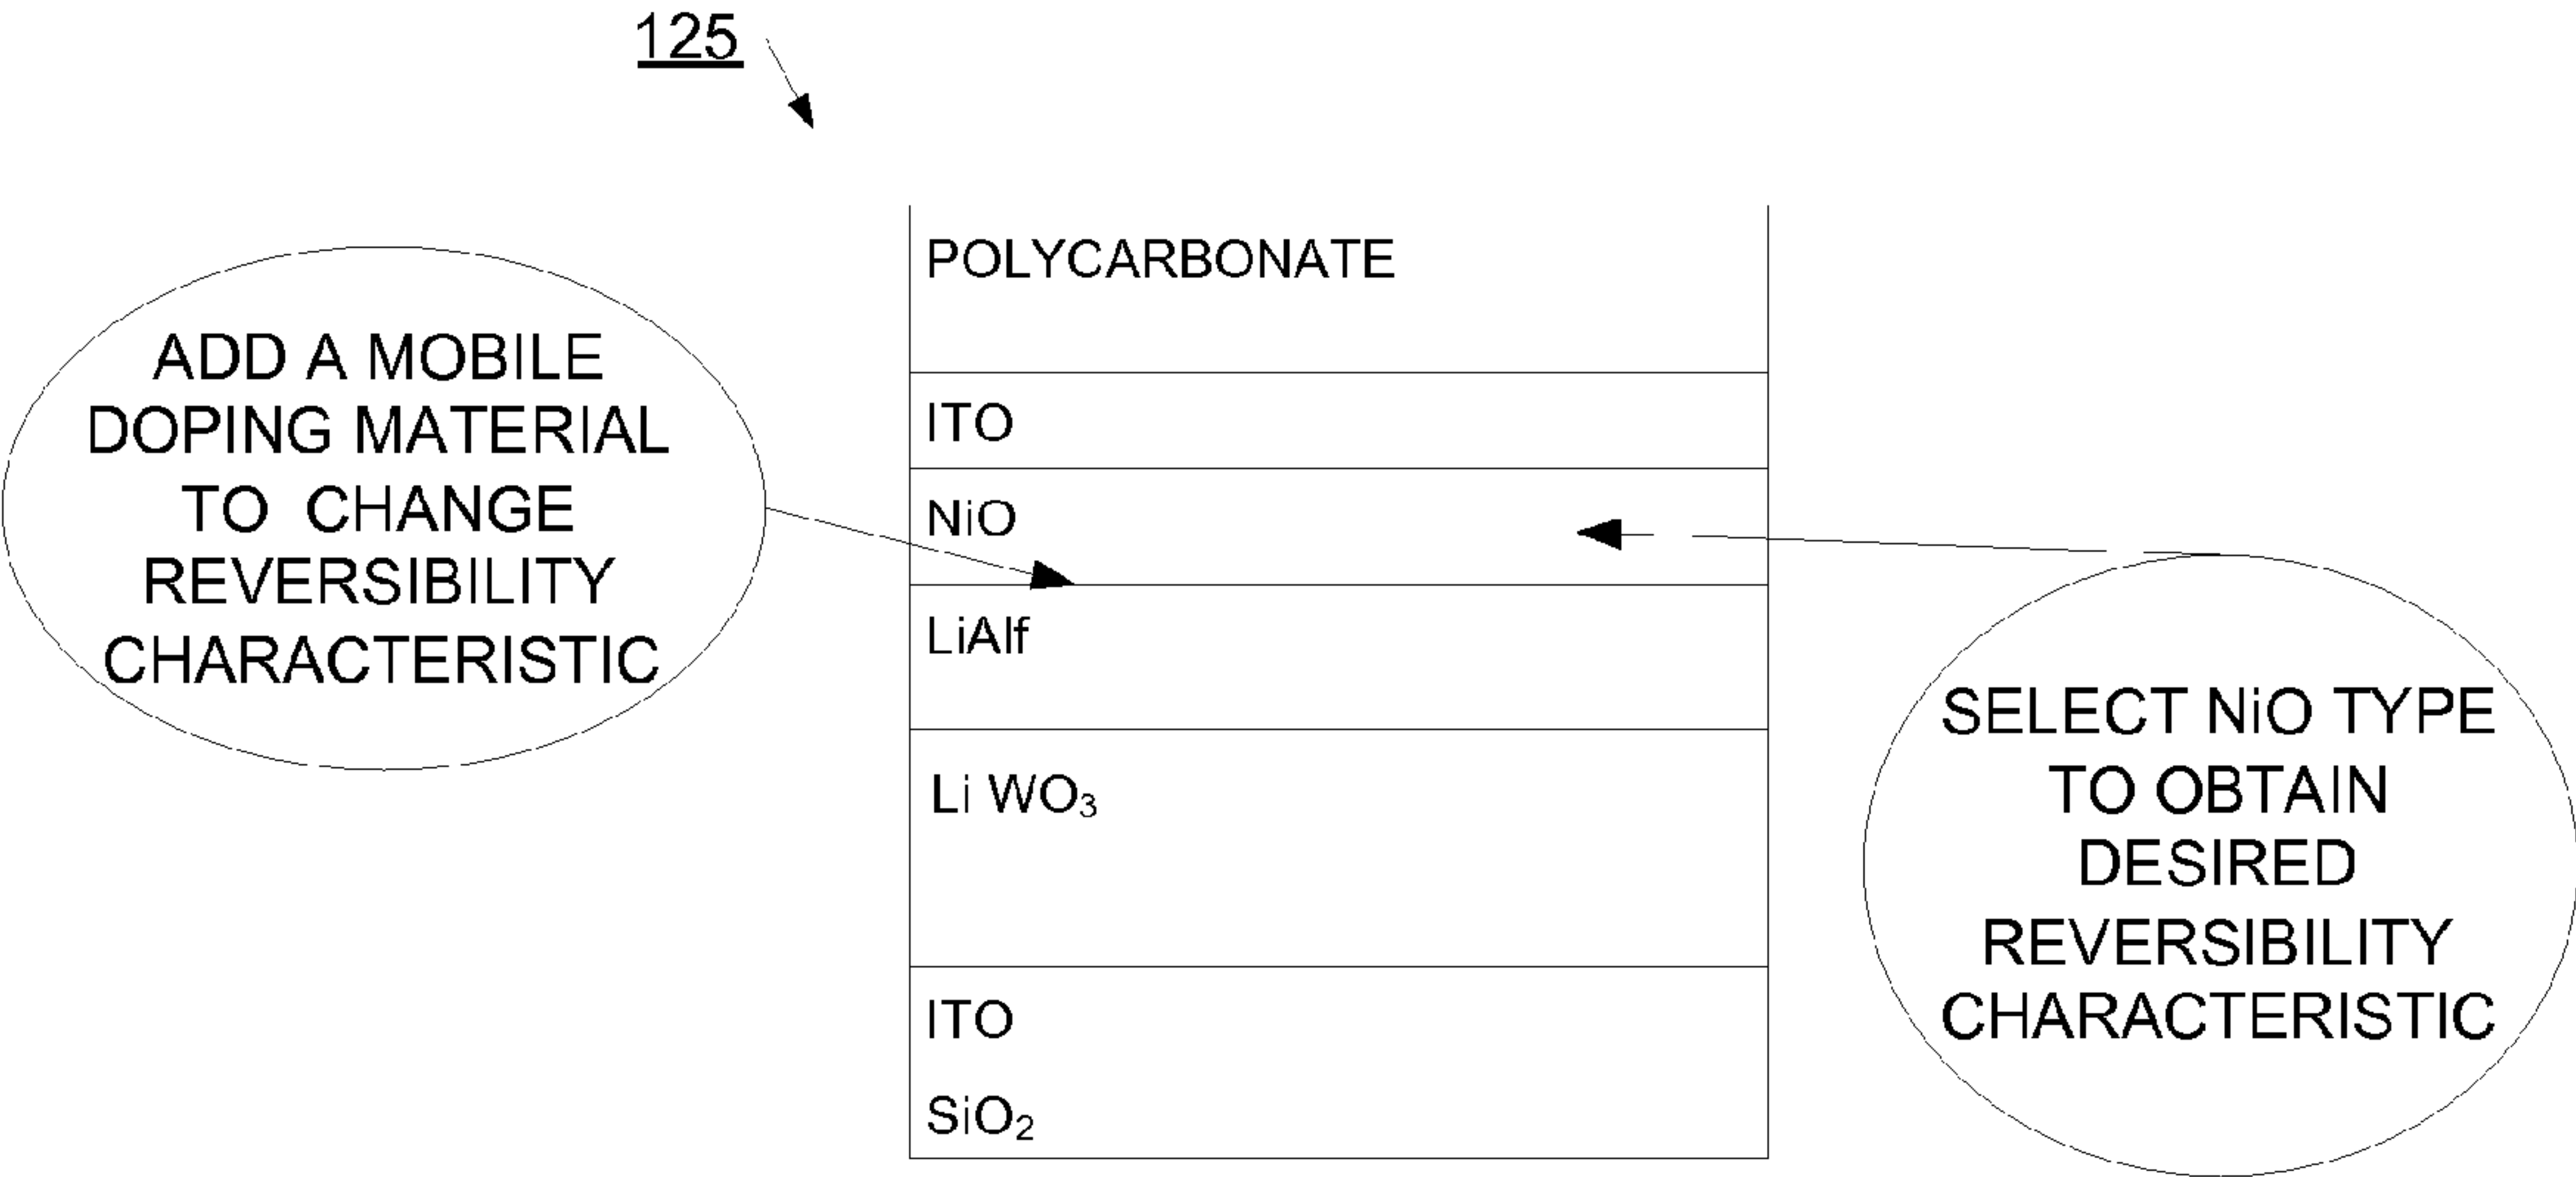 125
POLYCARBONATE
ADD A MOBILE
DOPING MATERIAL
TO CHANGE
REVERSIBILITY
CHARACTERISTIC
ITO
NiO
LiAlf
Li WO₃
ITO
SiO₂
SELECT NiO TYPE
TO OBTAIN
DESIRED
REVERSIBILITY
CHARACTERISTIC